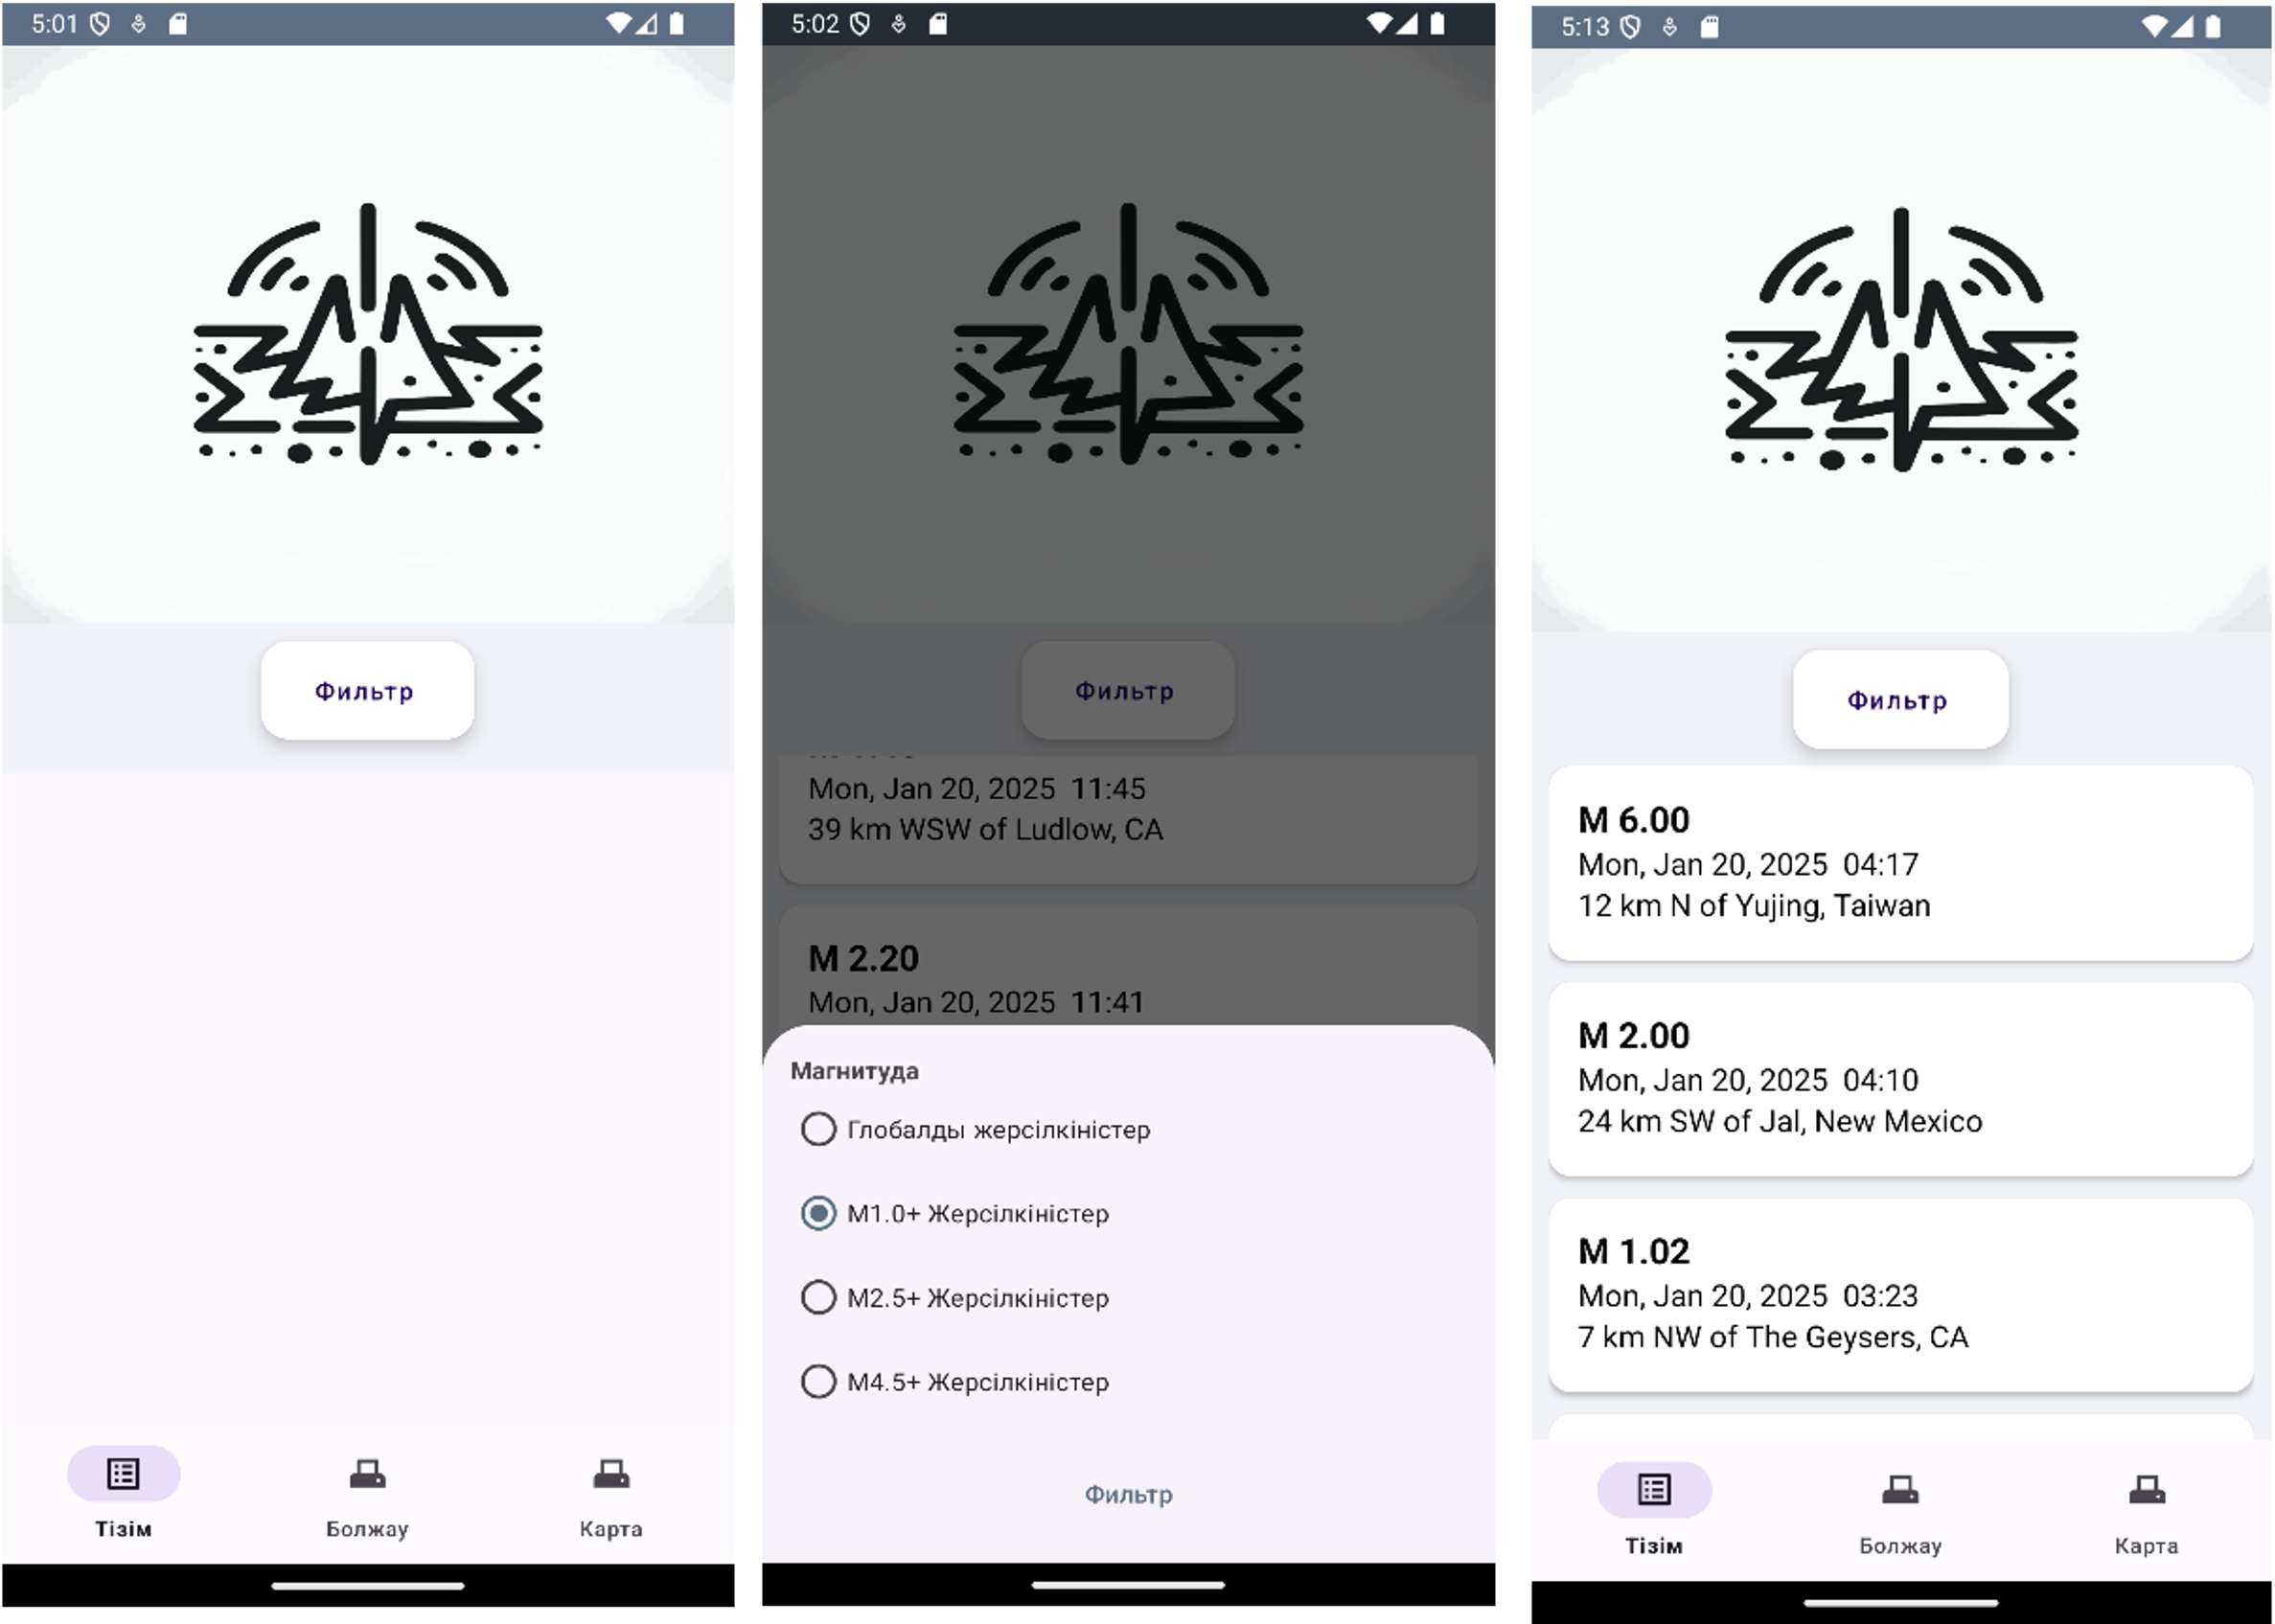 5:01
Фильтр
Тізім
Болжау
Карта
5:02
Фильтр
Mon, Jan 20, 2025 11:45
39 km WSW of Ludlow, CA
M 2.20
Mon, Jan 20, 2025 11:41
Магнитуда
Глобалды жерсілкіністер
M1.0+ Жерсілкіністер
M2.5+ Жерсілкіністер
M4.5+ Жерсілкіністер
Фильтр
5:13
Фильтр
M 6.00
Mon, Jan 20, 2025 04:17
12 km N of Yujing, Taiwan
M 2.00
Mon, Jan 20, 2025 04:10
24 km SW of Jal, New Mexico
M 1.02
Mon, Jan 20, 2025 03:23
7 km NW of The Geysers, CA
Тізім
Болжау
Карта